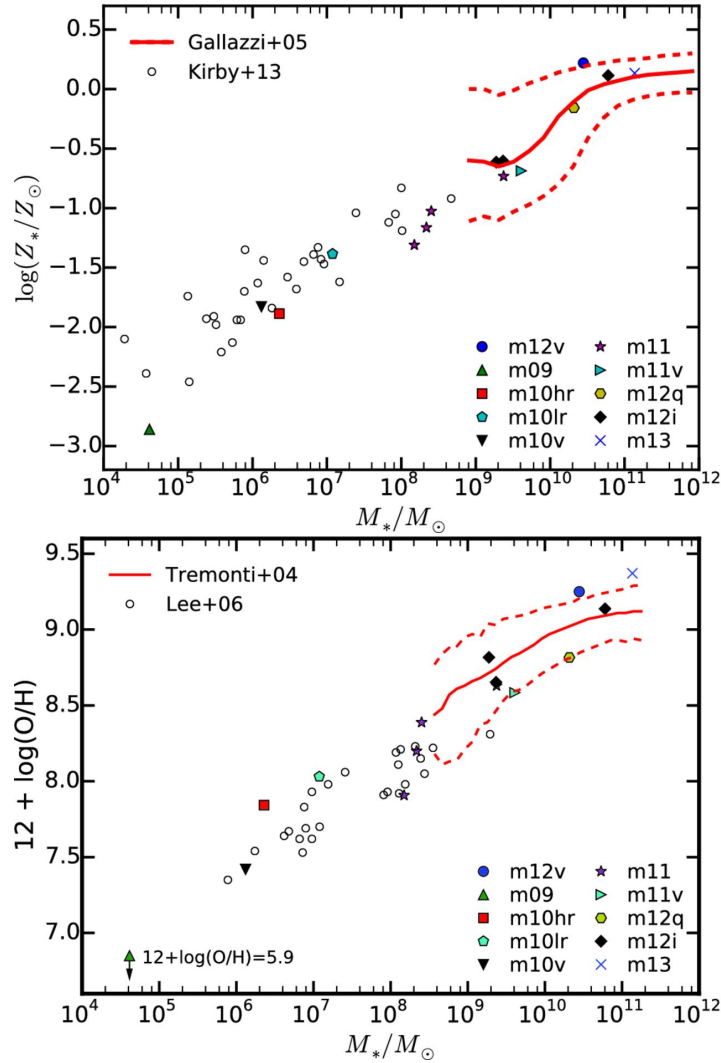 Gallazzi+05
Kirby+13
0.5
0.0
−0.5
−1.0
−1.5
−2.0
−2.5
−3.0
log(Z*/Z⊙)
m12v
m09
m10hr
m10lr
m10v
m11
m11v
m12q
m12i
m13
10^4 10^5 10^6 10^7 10^8 10^9 10^10 10^11 10^12
M*/M⊙
Tremonti+04
Lee+06
9.5
9.0
8.5
8.0
7.5
7.0
12 + log(O/H)
12+log(O/H)=5.9
m12v
m09
m10hr
m10lr
m10v
m11
m11v
m12q
m12i
m13
10^4 10^5 10^6 10^7 10^8 10^9 10^10 10^11 10^12
M*/M⊙